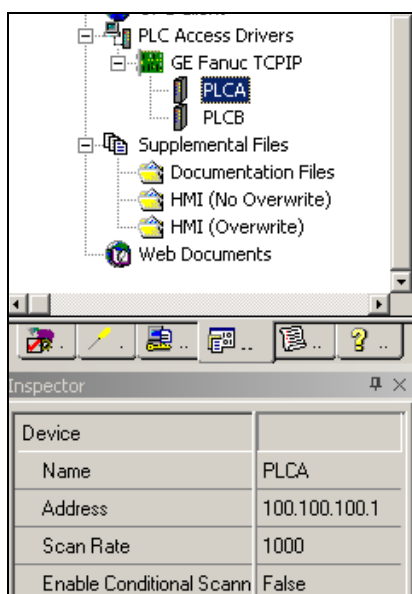 PLC Access Drivers
GE Fanuc TCPIP
PLCA
PLCB
Supplemental Files
Documentation Files
HMI (No Overwrite)
HMI (Overwrite)
Web Documents
Inspector
Device
Name PLCA
Address 100.100.100.1
Scan Rate 1000
Enable Conditional Scann False